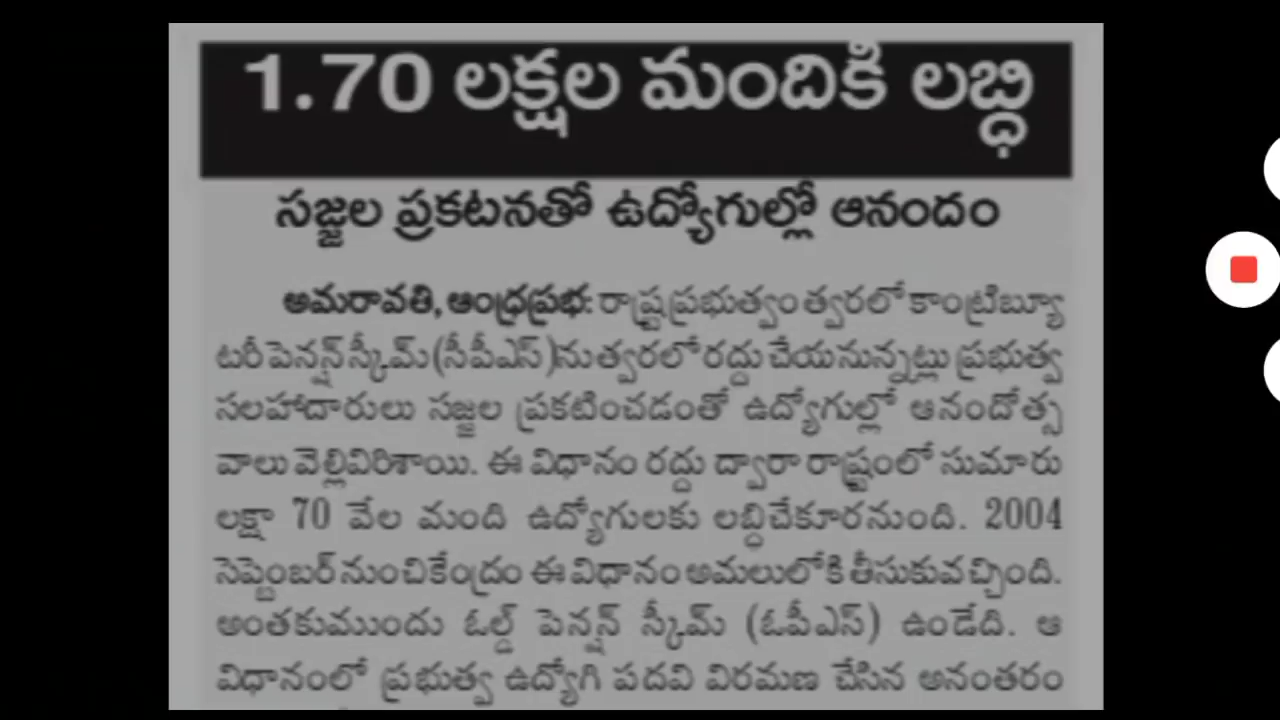 1.70 లక్షల మందికి లబ్ధి
సజ్జల ప్రకటనతో ఉద్యోగుల్లో ఆనందం
అమరావతి, ఆంధ్రప్రభ: రాష్ట్ర ప్రభుత్వం త్వరలో కాంట్రిబ్యూ
టరీ పెన్షన్ స్కీమ్ (సీపీఎస్)ను త్వరలో రద్దు చేయనున్నట్లు ప్రభుత్వ
సలహాదారులు సజ్జల ప్రకటించడంతో ఉద్యోగుల్లో ఆనందోత్స
వాలు వెల్లివిరిశాయి. ఈ విధానం రద్దు ద్వారా రాష్ట్రంలో సుమారు
లక్షా 70 వేల మంది ఉద్యోగులకు లబ్ధిచేకూరనుంది. 2004
సెప్టెంబర్ నుంచి కేంద్రం ఈ విధానం అమలులోకి తీసుకువచ్చింది.
అంతకుముందు ఓల్డ్ పెన్షన్ స్కీమ్ (ఓపీఎస్) ఉండేది. ఆ
విధానంలో ప్రభుత్వ ఉద్యోగి పదవి విరమణ చేసిన అనంతరం